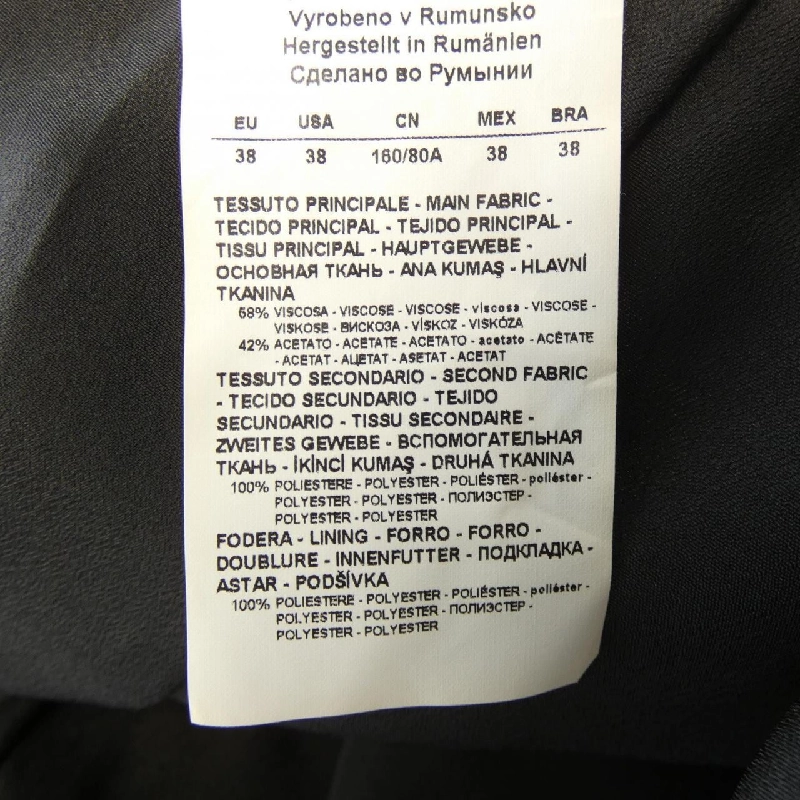 Vyrobeno v Rumunsko
Hergestellt in Rumänien
Сделано во Румынии
EU USA CN MEX BRA
38 38 160/80A 38 38
TESSUTO PRINCIPALE - MAIN FABRIC -
TECIDO PRINCIPAL - TEJIDO PRINCIPAL -
TISSU PRINCIPAL - HAUPTGEWEBE -
ОСНОВНАЯ ТКАНЬ - ANA KUMAŞ - HLAVNÍ
TKANINA
58% VISCOSA - VISCOSE - VISCOSE - viscosa - VISCOSE -
VISKOSE - ВИСКОЗА - VİSKOZ - VISKÓZA
42% ACETATO - ACETATE - ACETATO - acetato - ACÉTATE
- ACETAT - АЦЕТАТ - ASETAT - ACETAT
TESSUTO SECONDARIO - SECOND FABRIC
- TECIDO SECUNDARIO - TEJIDO
SECUNDARIO - TISSU SECONDAIRE -
ZWEITES GEWEBE - ВСПОМОГАТЕЛЬНАЯ
ТКАНЬ - İKİNCİ KUMAŞ - DRUHÁ TKANINA
100% POLIESTERE - POLYESTER - POLIÉSTER - poliéster -
POLYESTER - POLYESTER - ПОЛИЭСТЕР -
POLYESTER - POLYESTER
FODERA - LINING - FORRO - FORRO -
DOUBLURE - INNENFUTTER - ПОДКЛАДКА -
ASTAR - PODŠÍVKA
100% POLIESTERE - POLYESTER - POLIÉSTER - poliéster -
POLYESTER - POLYESTER - ПОЛИЭСТЕР -
POLYESTER - POLYESTER